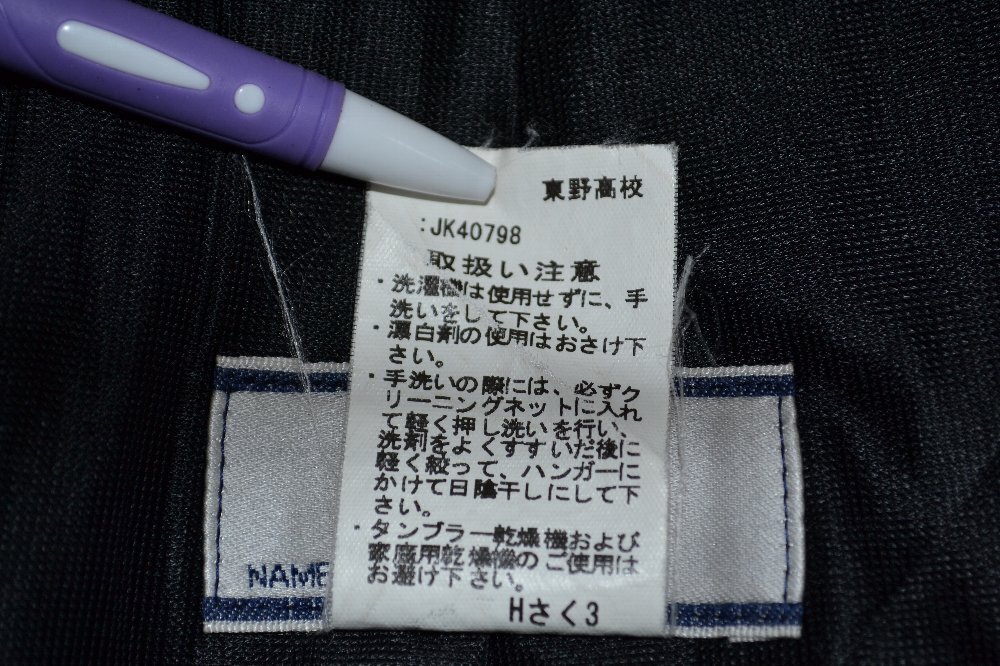 東野高校
:JK40798
取扱い注意
・洗濯機は使用せずに、手
洗いをして下さい。
・漂白剤の使用はおさけ下
さい。
・手洗いの際には、必ずク
リーニングネットに入れ
て軽く押し洗いを行い、
洗剤をよくすすいだ後に
軽く絞って、ハンガーに
かけて日陰干しにして下
さい。
・タンブラー乾燥機および
家庭用乾燥機のご使用は
お避け下さい。
Hさく3
NAME